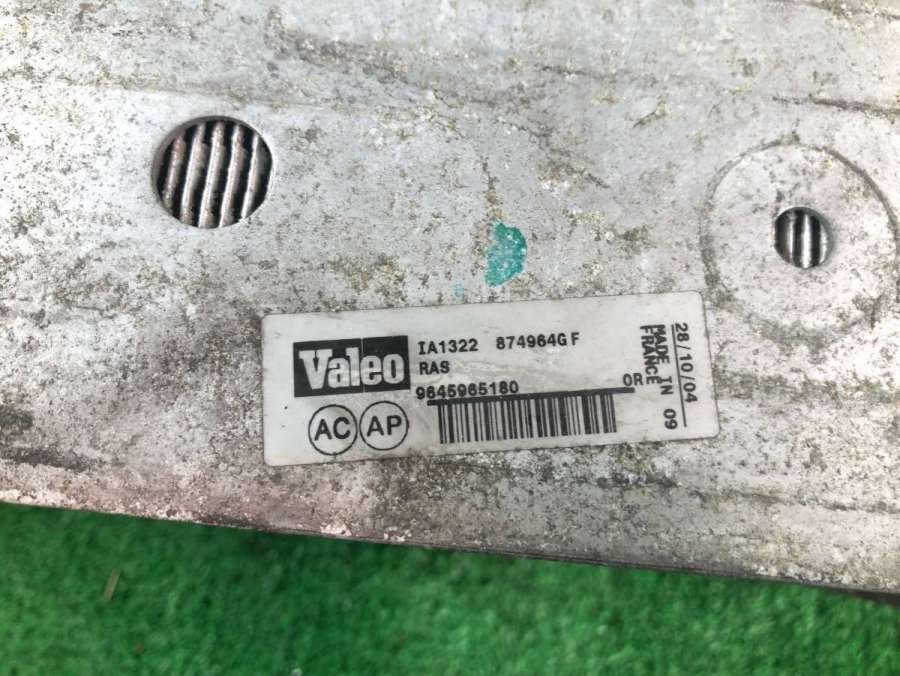 Valeo
IA1322 874964G F
RAS
9645965180
OR
AC AP
28/10/04
MADE IN 09
FRANCE